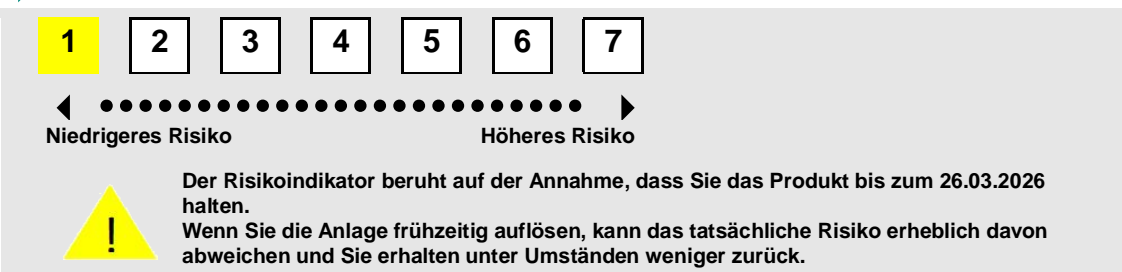 1 2 3 4 5 6 7
Niedrigeres Risiko Höheres Risiko
Der Risikoindikator beruht auf der Annahme, dass Sie das Produkt bis zum 26.03.2026
halten.
Wenn Sie die Anlage frühzeitig auflösen, kann das tatsächliche Risiko erheblich davon
abweichen und Sie erhalten unter Umständen weniger zurück.
!